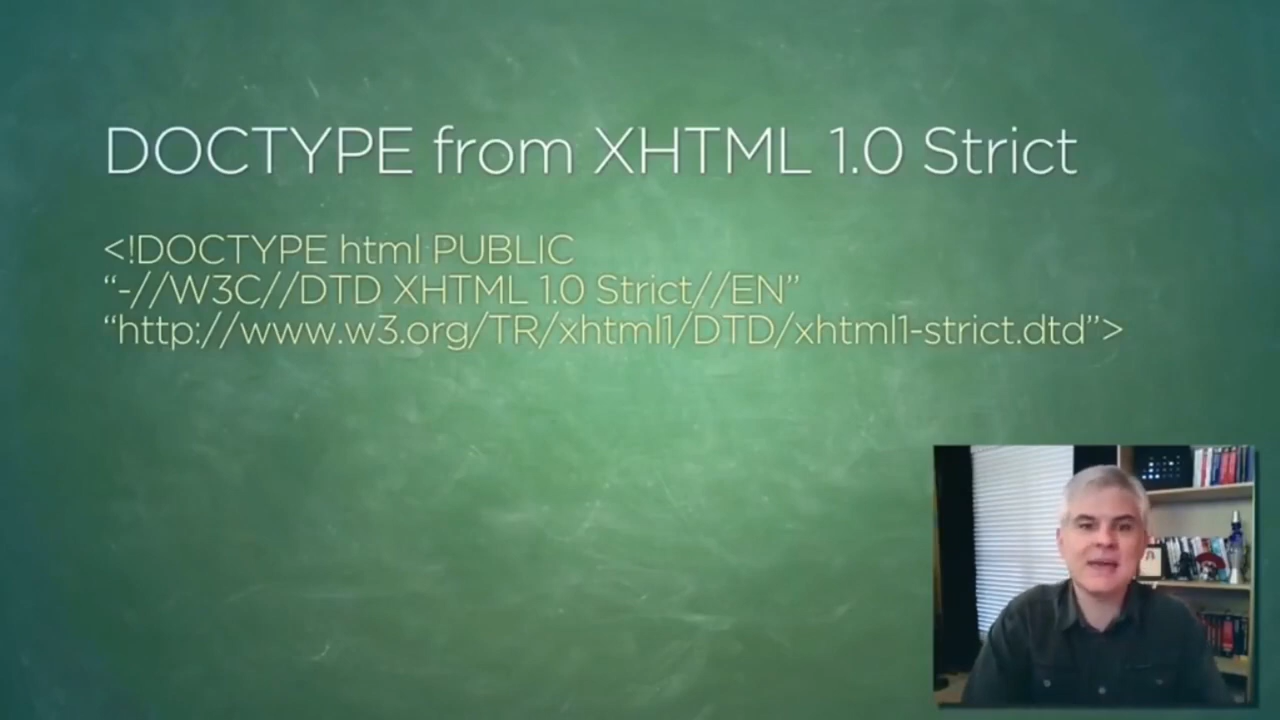 DOCTYPE from XHTML 1.0 Strict
<!DOCTYPE html PUBLIC
“-//W3C//DTD XHTML 1.0 Strict//EN”
“http://www.w3.org/TR/xhtml1/DTD/xhtml1-strict.dtd”>